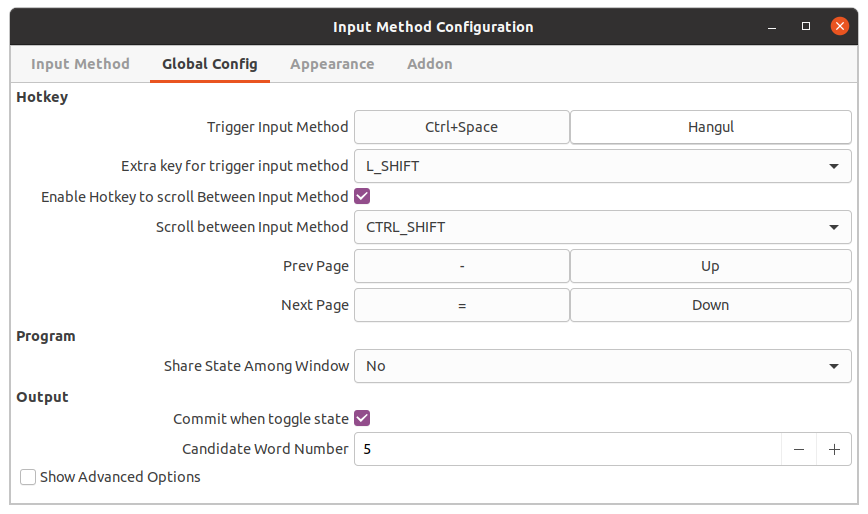 Input Method Configuration
Input Method Global Config Appearance Addon
Hotkey
Trigger Input Method Ctrl+Space Hangul
Extra key for trigger input method L_SHIFT
Enable Hotkey to scroll Between Input Method
Scroll between Input Method CTRL_SHIFT
Prev Page - Up
Next Page = Down
Program
Share State Among Window No
Output
Commit when toggle state
Candidate Word Number 5
Show Advanced Options